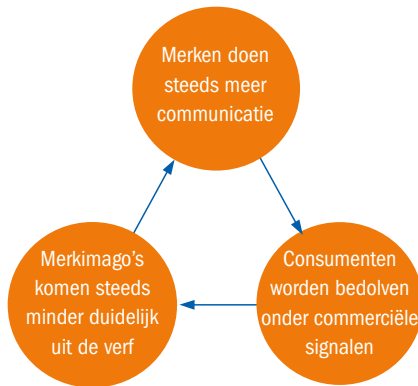 Merken doen
steeds meer
communicatie
Merkimago's
komen steeds
minder duidelijk
uit de verf
Consumenten
worden bedolven
onder commerciële
signalen